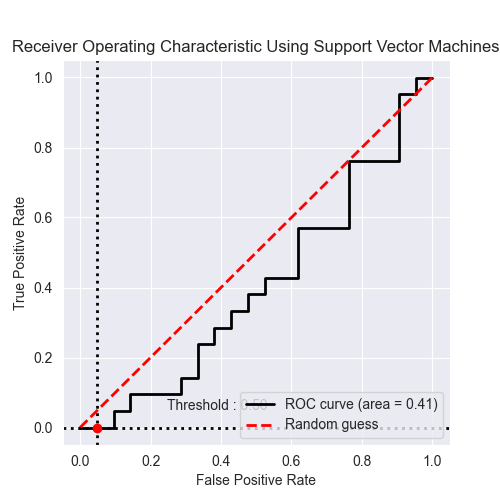 Receiver Operating Characteristic Using Support Vector Machines
1.0
0.8
0.6
0.4
0.2
0.0
True Positive Rate
Threshold : 0.50
ROC curve (area = 0.41)
Random guess
0.0 0.2 0.4 0.6 0.8 1.0
False Positive Rate